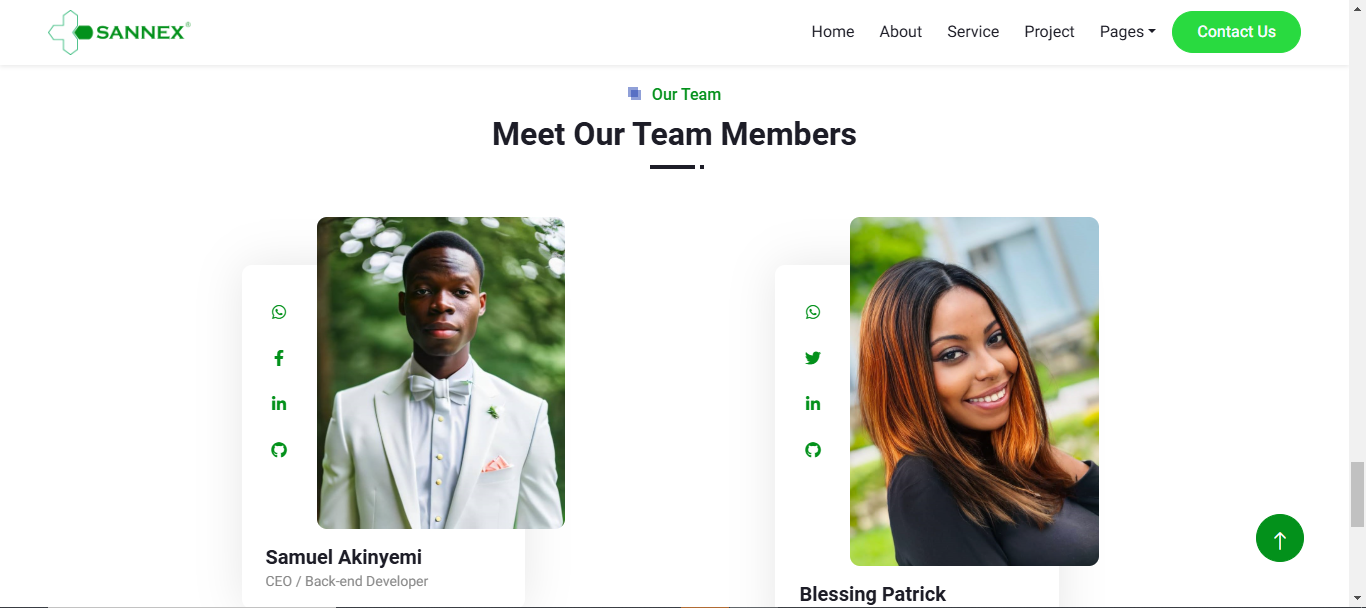 SANNEX®
Home About Service Project Pages Contact Us
Our Team
Meet Our Team Members
Samuel Akinyemi
CEO / Back-end Developer
Blessing Patrick